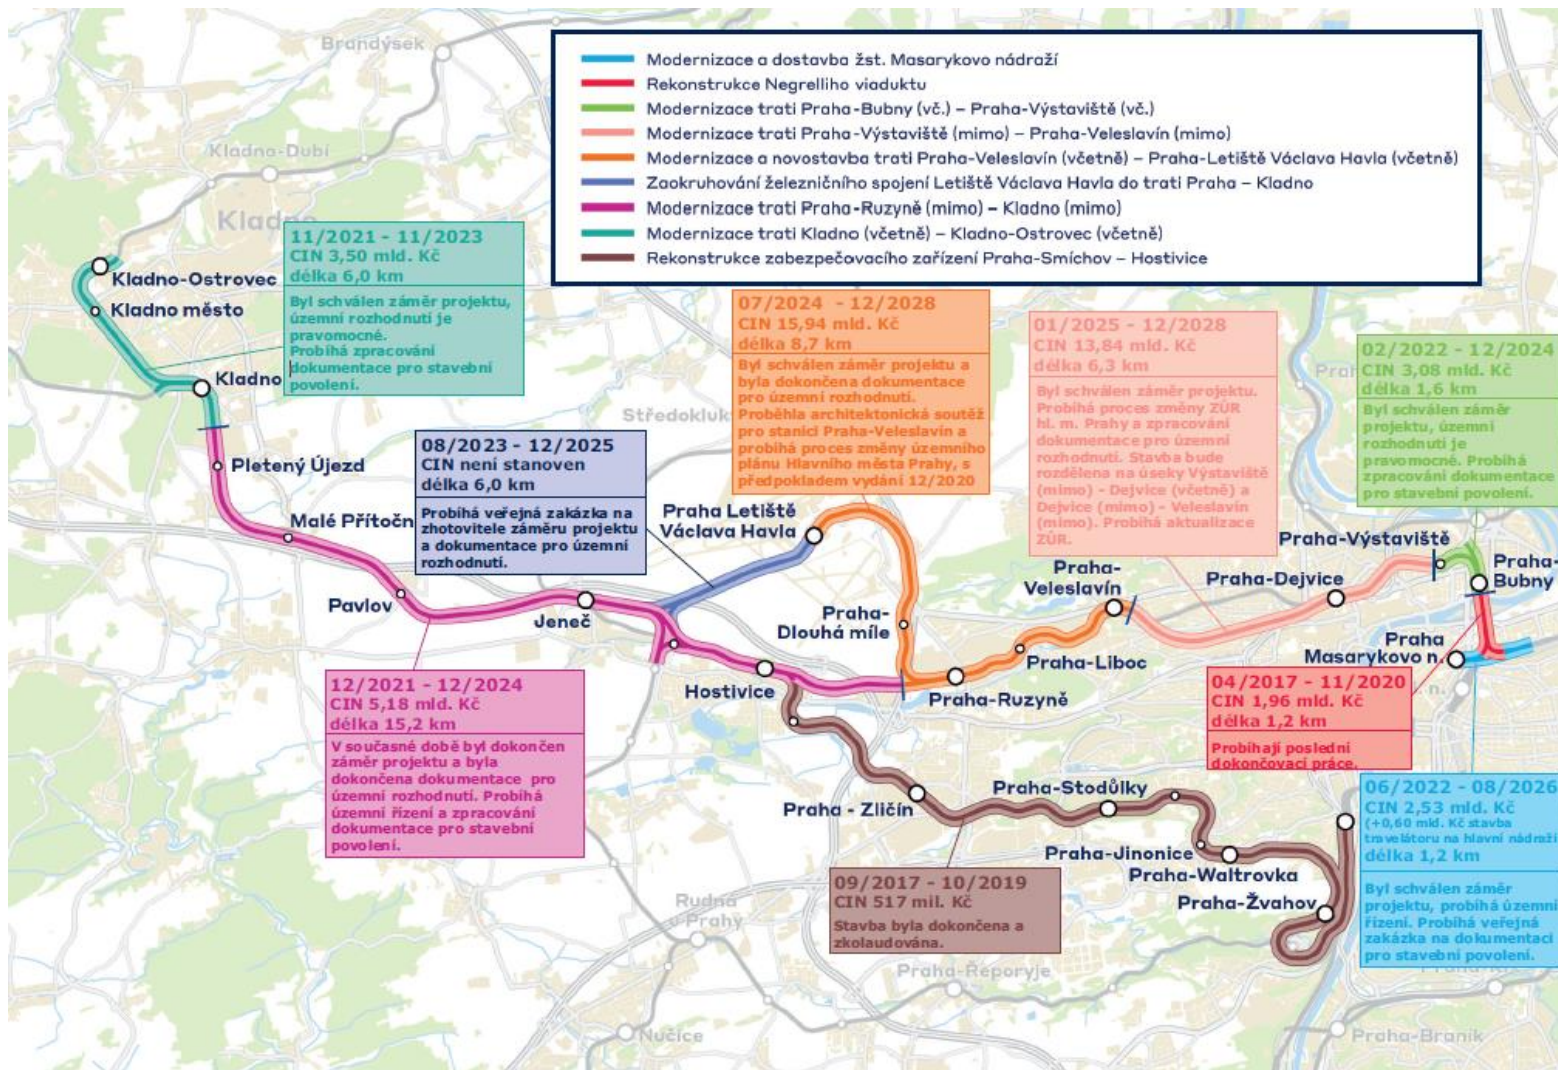 Brandýsek
Modernizace a dostavba žst. Masarykovo nádraží
Rekonstrukce Negrelliho viaduktu
Modernizace trati Praha-Bubny (vč.) – Praha-Výstaviště (vč.)
Modernizace trati Praha-Výstaviště (mimo) – Praha-Veleslavín (mimo)
Modernizace a novostavba trati Praha-Veleslavín (včetně) – Praha-Letiště Václava Havla (včetně)
Zaokruhování železničního spojení Letiště Václava Havla do trati Praha – Kladno
Modernizace trati Praha-Ruzyně (mimo) – Kladno (mimo)
Modernizace trati Kladno (včetně) – Kladno-Ostrovec (včetně)
Rekonstrukce zabezpečovacího zařízení Praha-Smíchov – Hostivice
Kladno-Dubí
Kladno
11/2021 - 11/2023
CIN 3,50 mld. Kč
délka 6,0 km
Byl schválen záměr projektu,
územní rozhodnutí je
pravomocné.
Probíhá zpracování
dokumentace pro stavební
povolení.
Kladno-Ostrovec
Kladno město
Kladno
07/2024 - 12/2028
CIN 15,94 mld. Kč
délka 8,7 km
Byl schválen záměr projektu a
byla dokončena dokumentace
pro územní rozhodnutí.
Proběhla architektonická soutěž
pro stanici Praha-Veleslavín a
probíhá proces změny územního
plánu Hlavního města Prahy, s
předpokladem vydání 12/2020
01/2025 - 12/2028
CIN 13,84 mld. Kč
délka 6,3 km
Byl schválen záměr projektu.
Probíhá proces změny ZÚR
hl. m. Prahy a zpracování
dokumentace pro územní
rozhodnutí. Stavba bude
rozdělena na úseky Výstaviště
(mimo) - Dejvice (včetně) a
Dejvice (mimo) - Veleslavín
(mimo). Probíhá aktualizace
ZÚR.
02/2022 - 12/2024
CIN 3,08 mld. Kč
délka 1,6 km
Byl schválen záměr
projektu, územní
rozhodnutí je
pravomocné. Probíhá
zpracování dokumentace
pro stavební povolení.
Středokluk
08/2023 - 12/2025
CIN není stanoven
délka 6,0 km
Probíhá veřejná zakázka na
zhotovitele záměru projektu
a dokumentace pro územní
rozhodnutí.
Pletený Újezd
Malé Přítočn
Pavlov
Jeneč
Praha Letiště
Václava Havla
Praha-
Dlouhá míle
Hostivice
Praha-Ruzyně
Praha-Liboc
Praha-
Veleslavín
Praha-Dejvice
Praha-Výstaviště
Praha-
Bubny
Praha
Masarykovo n.
12/2021 - 12/2024
CIN 5,18 mld. Kč
délka 15,2 km
V současné době byl dokončen
záměr projektu a byla
dokončena dokumentace pro
územní rozhodnutí. Probíhá
územní řízení a zpracování
dokumentace pro stavební
povolení.
04/2017 - 11/2020
CIN 1,96 mld. Kč
délka 1,2 km
Probíhají poslední
dokončovací práce.
06/2022 - 08/2026
CIN 2,53 mld. Kč
(+0,60 mld. Kč stavba
travelátoru na hlavní nádraží
délka 1,2 km
Byl schválen záměr
projektu, probíhá územní
řízení. Probíhá veřejná
zakázka na dokumentaci
pro stavební povolení.
Praha - Zličín
Praha-Stodůlky
Praha-Jinonice
Praha-Waltrovka
Praha-Žvahov
09/2017 - 10/2019
CIN 517 mil. Kč
Stavba byla dokončena a
zkolaudována.
Rudná
u Prahy
Praha-Řeporyje
Nučice
Praha-Braník